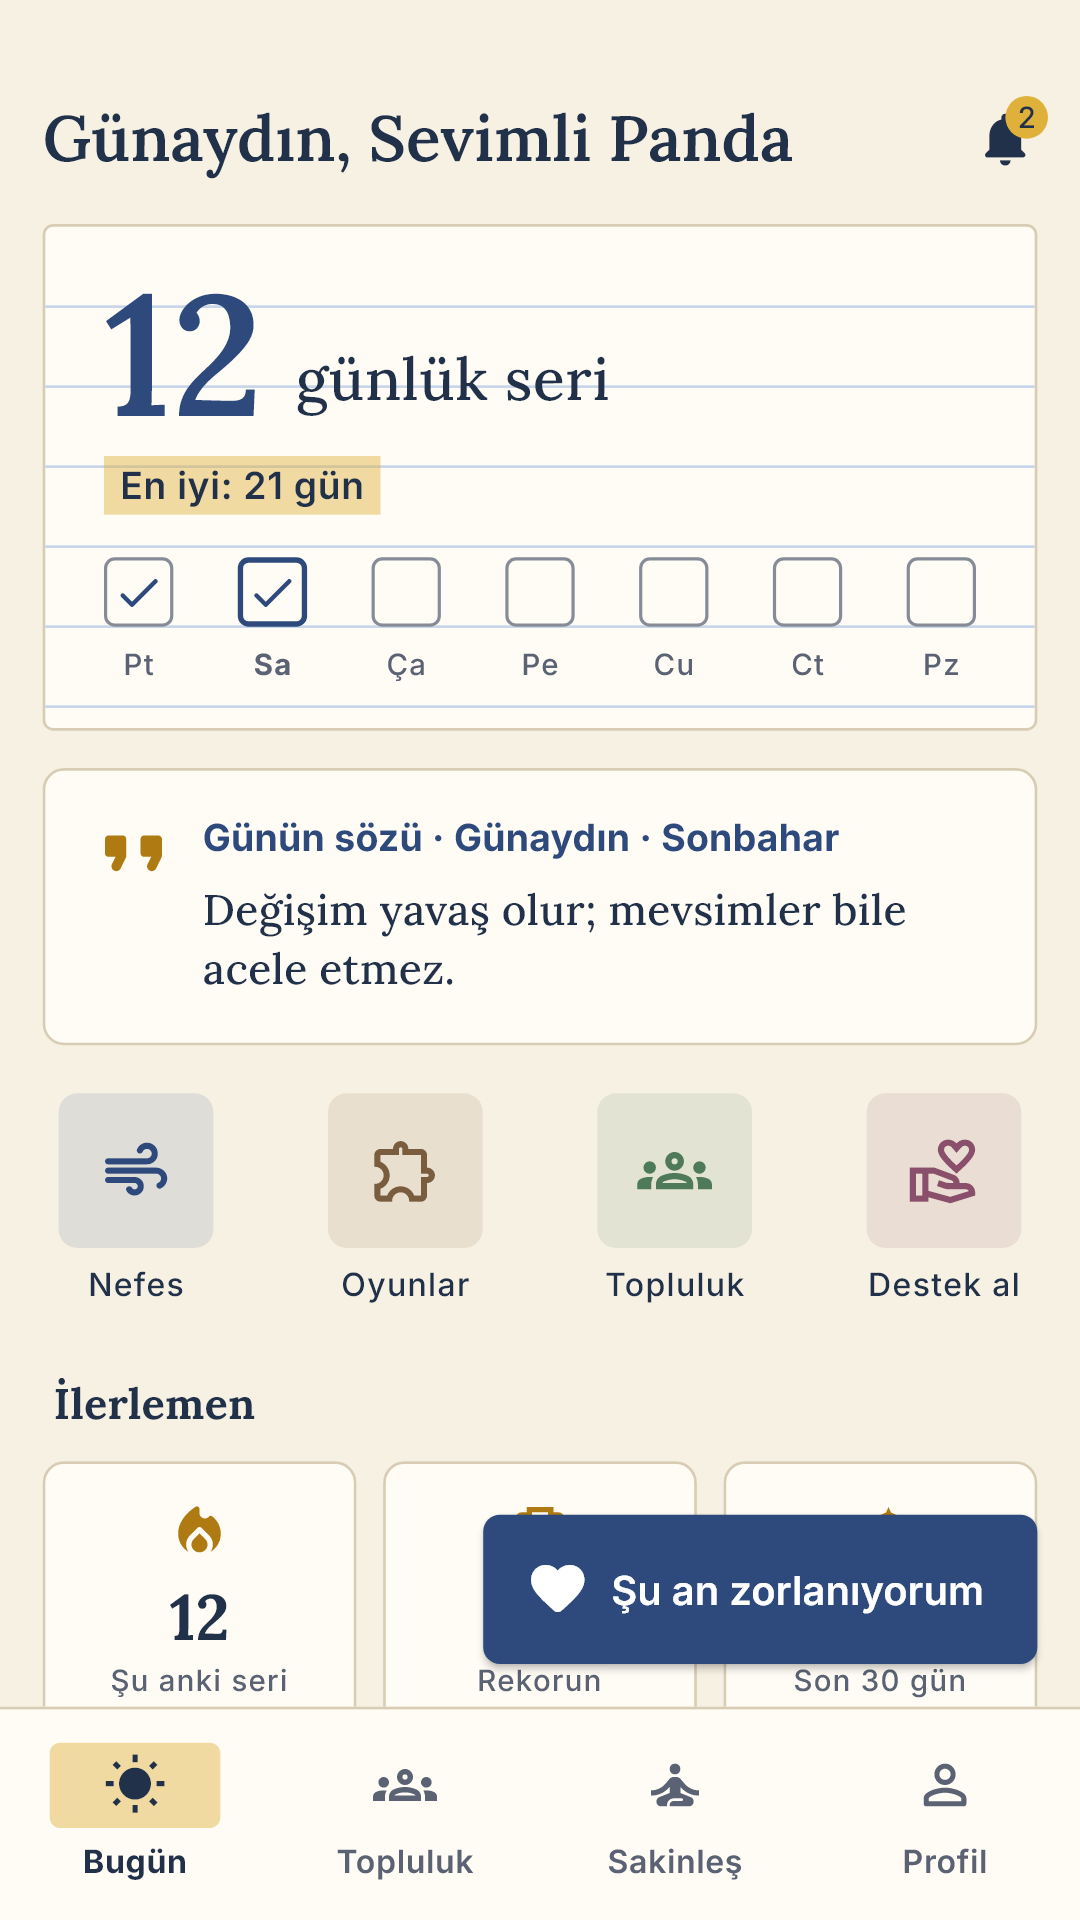 Günaydın, Sevimli Panda
2
12 günlük seri
En iyi: 21 gün
Pt Sa Ça Pe Cu Ct Pz
Günün sözü · Günaydın · Sonbahar
Değişim yavaş olur; mevsimler bile
acele etmez.
Nefes Oyunlar Topluluk Destek al
İlerlemen
12
Şu an zorlanıyorum
Şu anki seri Rekorun Son 30 gün
Bugün Topluluk Sakinleş Profil